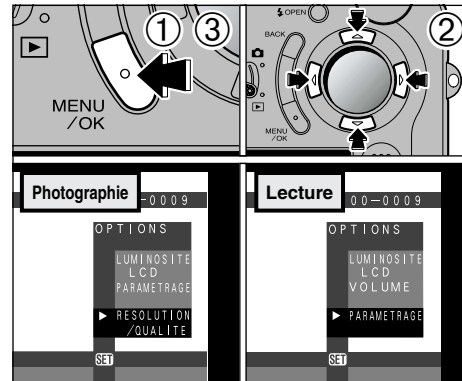 ① ③
MENU
/OK
②
OPEN
BACK
MENU
/OK
Photographie
-0009
OPTIONS
LUMINOSITE
LCD
PARAMETRAGE
RESOLUTION
/QUALITE
SET
Lecture
00-0009
OPTIONS
LUMINOSITE
LCD
VOLUME
PARAMETRAGE
SET